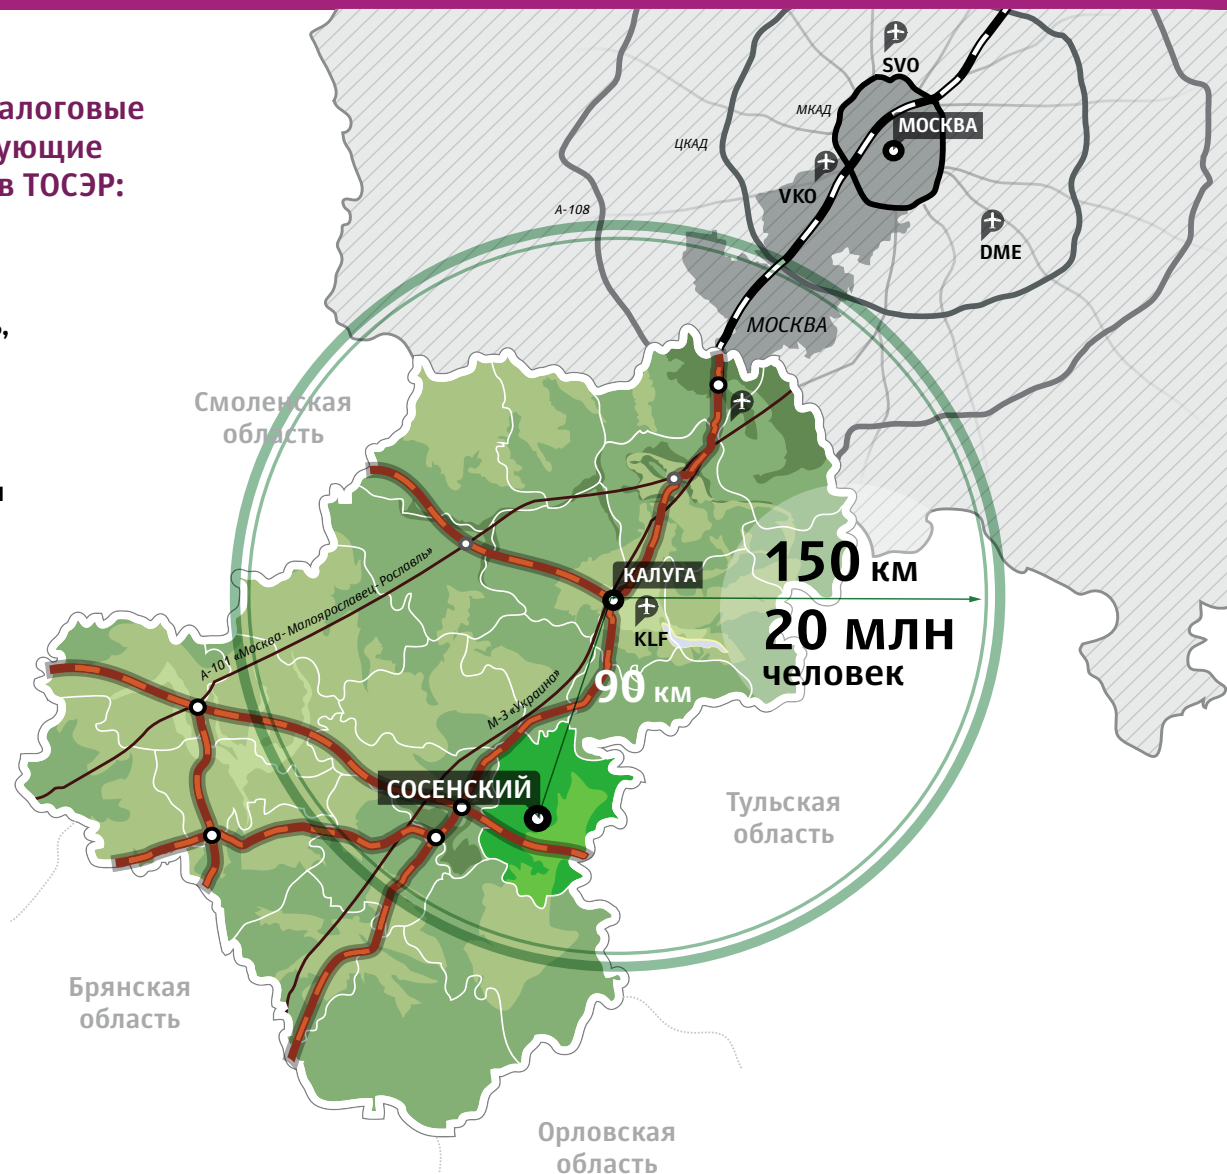 алоговые
ующие
в ТОСЭР:
SVO
МКАД
МОСКВА
ЦКАД
VKO
А-108
DME
МОСКВА
Смоленская
область
150 км
КАЛУГА
20 млн
человек
KLF
А-101 «Москва- Малоярославец- Рославль»
90 км
М-3 «Украина»
СОСЕНСКИЙ
Тульская
область
Брянская
область
Орловская
область